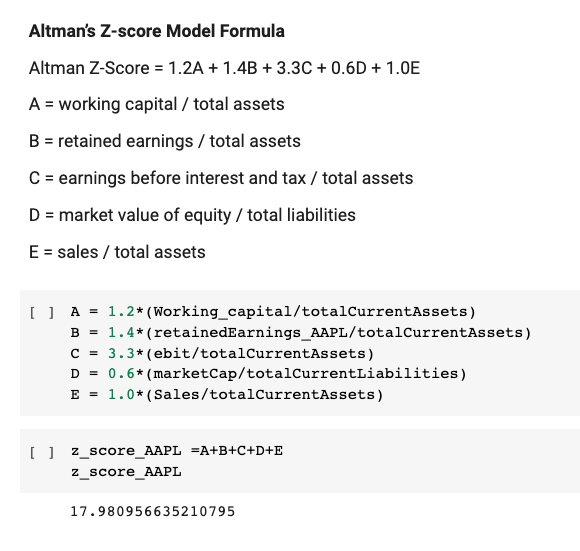 Altman's Z-score Model Formula
Altman Z-Score = 1.2A + 1.4B + 3.3C + 0.6D + 1.0E
A = working capital / total assets
B = retained earnings / total assets
C = earnings before interest and tax / total assets
D = market value of equity / total liabilities
E = sales / total assets
[ ] A = 1.2*(Working_capital/totalCurrentAssets)
B = 1.4*(retainedEarnings_AAPL/totalCurrentAssets)
C = 3.3*(ebit/totalCurrentAssets)
D = 0.6*(marketCap/totalCurrentLiabilities)
E = 1.0*(Sales/totalCurrentAssets)
[ ] z_score_AAPL =A+B+C+D+E
z_score_AAPL
17.980956635210795